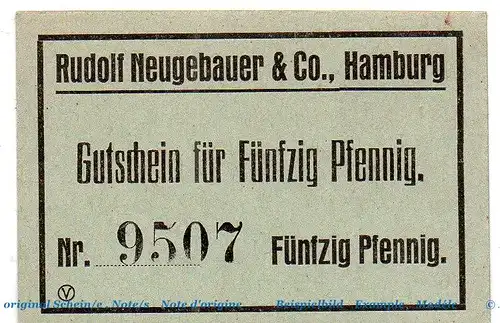 Rudolf Neugebauer & Co., Hamburg
Gutschein für Fünfzig Pfennig.
Nr. 9507 Fünfzig Pfennig.
V
original Schein/e - Note/s Note d'origine Beispielbild - Example - Modèle ©